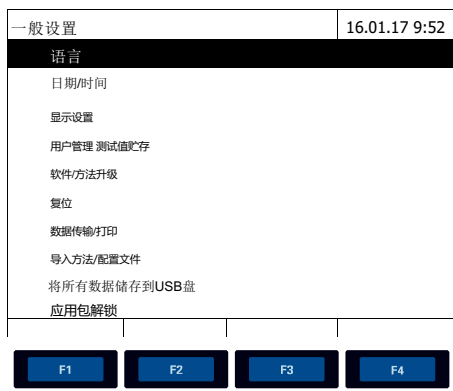 一般设置 16.01.17 9:52
语言
日期/时间
显示设置
用户管理 测试值贮存
软件/方法升级
复位
数据传输/打印
导入方法/配置文件
将所有数据储存到USB盘
应用包解锁
F1 F2 F3 F4